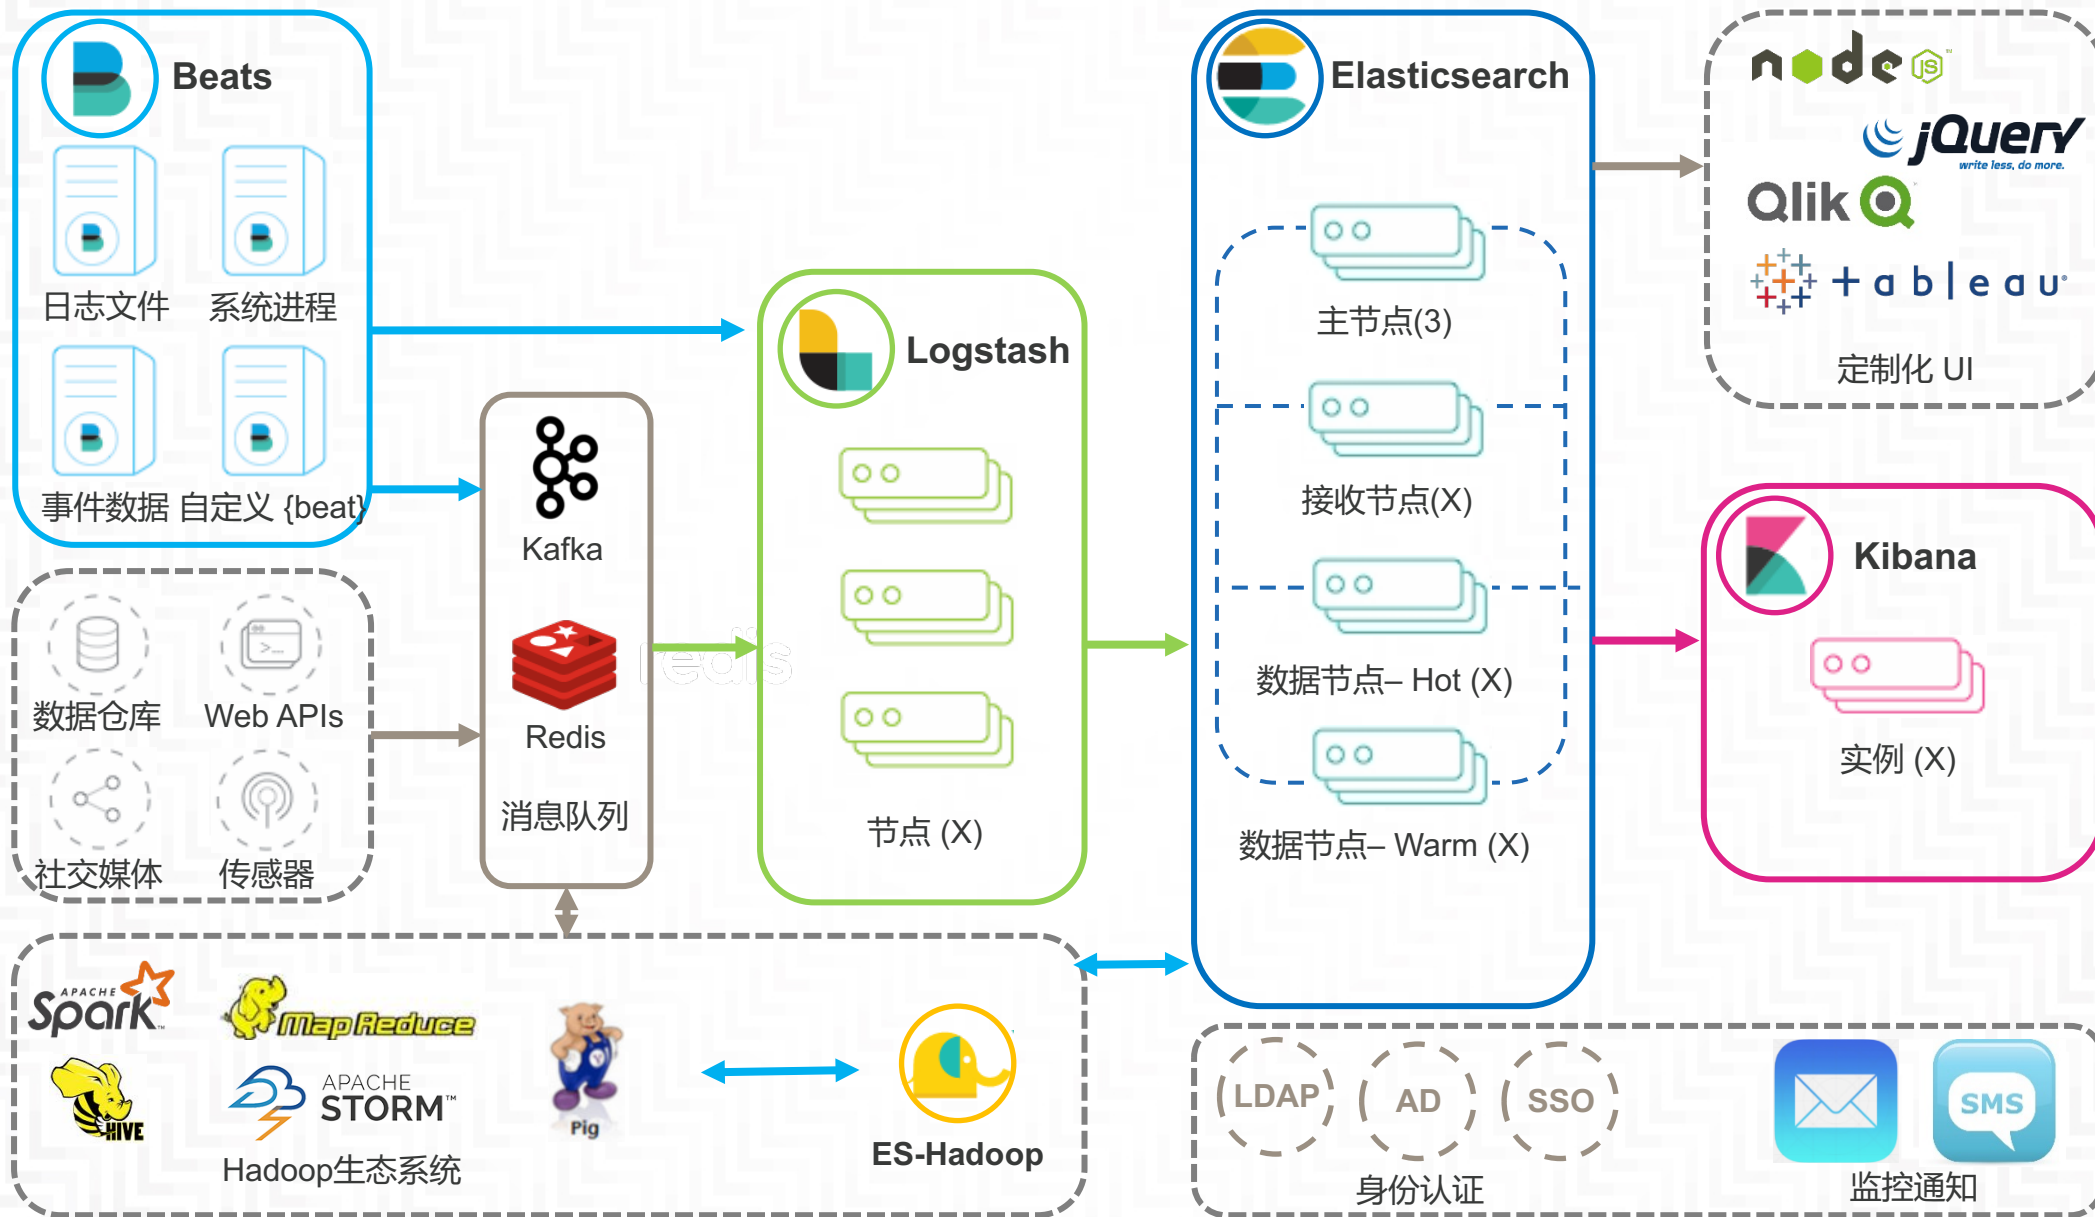 Beats
日志文件
系统进程
事件数据
自定义 {beat}
数据仓库
Web APIs
社交媒体
传感器
Kafka
redis
Redis
消息队列
Logstash
节点 (X)
Elasticsearch
主节点(3)
接收节点(X)
数据节点– Hot (X)
数据节点– Warm (X)
node JS
jQuery
write less, do more.
Qlik
+ableau
定制化 UI
Kibana
实例 (X)
APACHE
Spark™
MapReduce
HIVE
APACHE
STORM™
Pig
Hadoop生态系统
ES-Hadoop
LDAP
AD
SSO
身份认证
SMS
监控通知